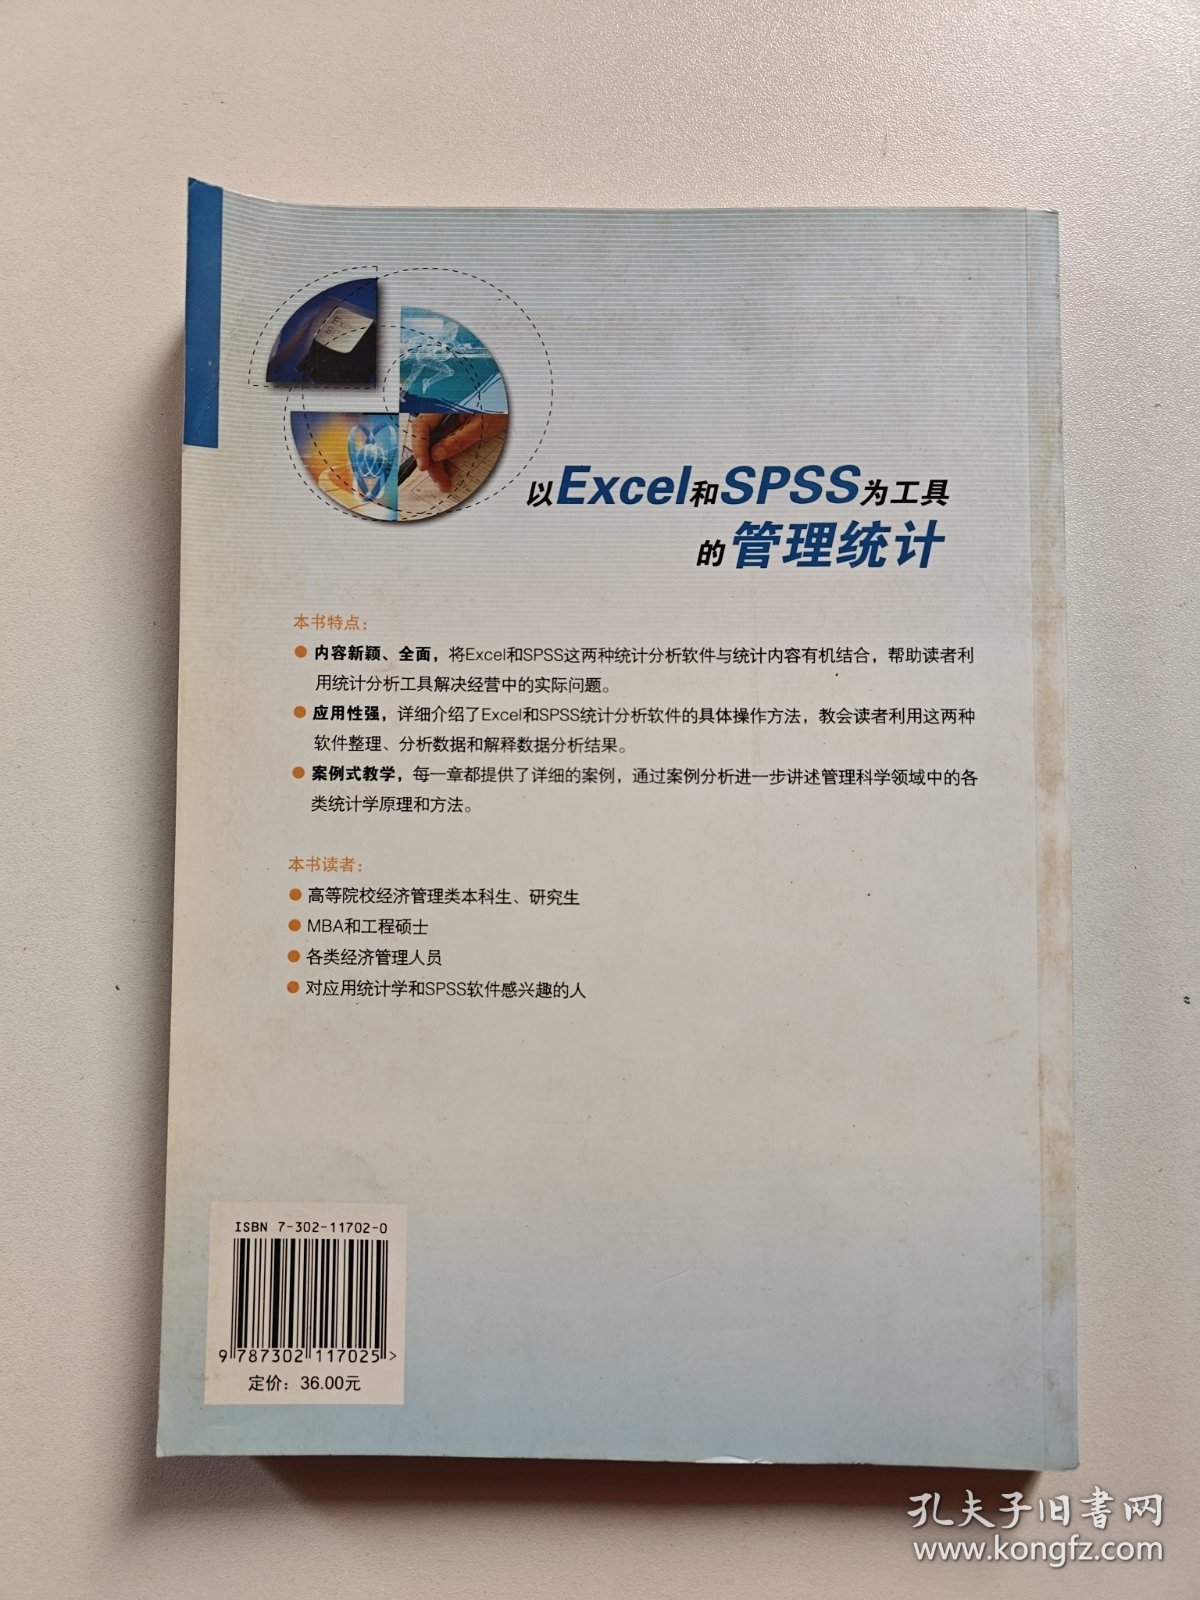 以Excel和SPSS为工具
的管理统计
本书特点：
● 内容新颖、全面，将Excel和SPSS这两种统计分析软件与统计内容有机结合，帮助读者利
用统计分析工具解决经营中的实际问题。
● 应用性强，详细介绍了Excel和SPSS统计分析软件的具体操作方法，教会读者利用这两种
软件整理、分析数据和解释数据分析结果。
● 案例式教学，每一章都提供了详细的案例，通过案例分析进一步讲述管理科学领域中的各
类统计学原理和方法。
本书读者：
● 高等院校经济管理类本科生、研究生
● MBA和工程硕士
● 各类经济管理人员
● 对应用统计学和SPSS软件感兴趣的人
ISBN 7-302-11702-0
9 787302 117025 >
定价：36.00元
孔夫子旧书网
www.kongfz.com